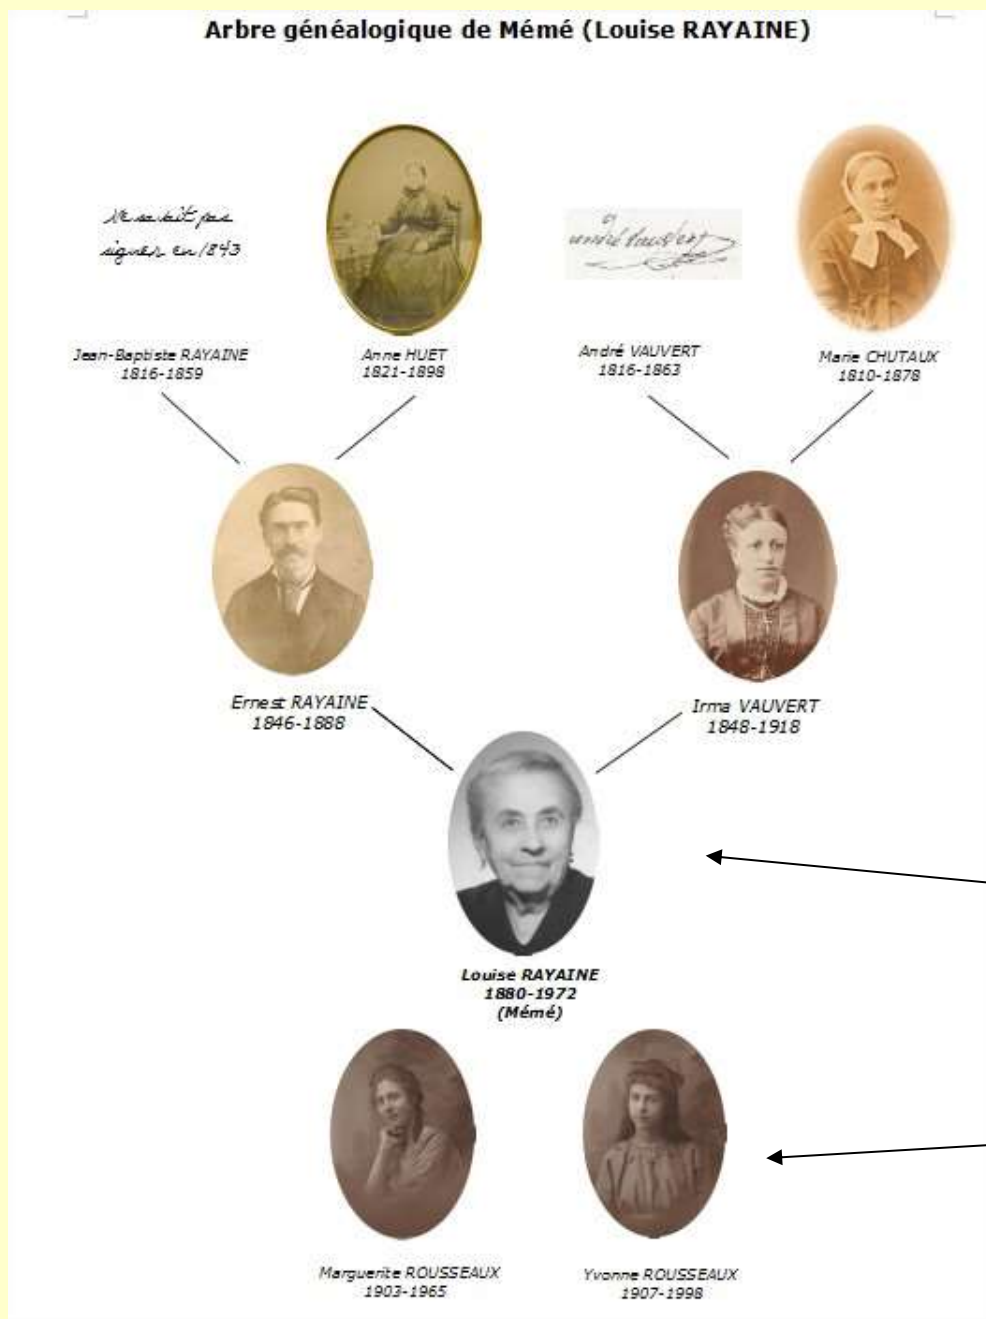 Arbre généalogique de Mémé (Louise RAYAINE)
Ne savait pas
signer en 1843
andré Vauvert
Jean-Baptiste RAYAINE
1816-1859
Anne HUET
1821-1898
André VAUVERT
1816-1863
Marie CHUTAUX
1810-1878
Ernest RAYAINE
1846-1888
Irma VAUVERT
1848-1918
Louise RAYAINE
1880-1972
(Mémé)
Marguerite ROUSSEAUX
1903-1965
Yvonne ROUSSEAUX
1907-1998